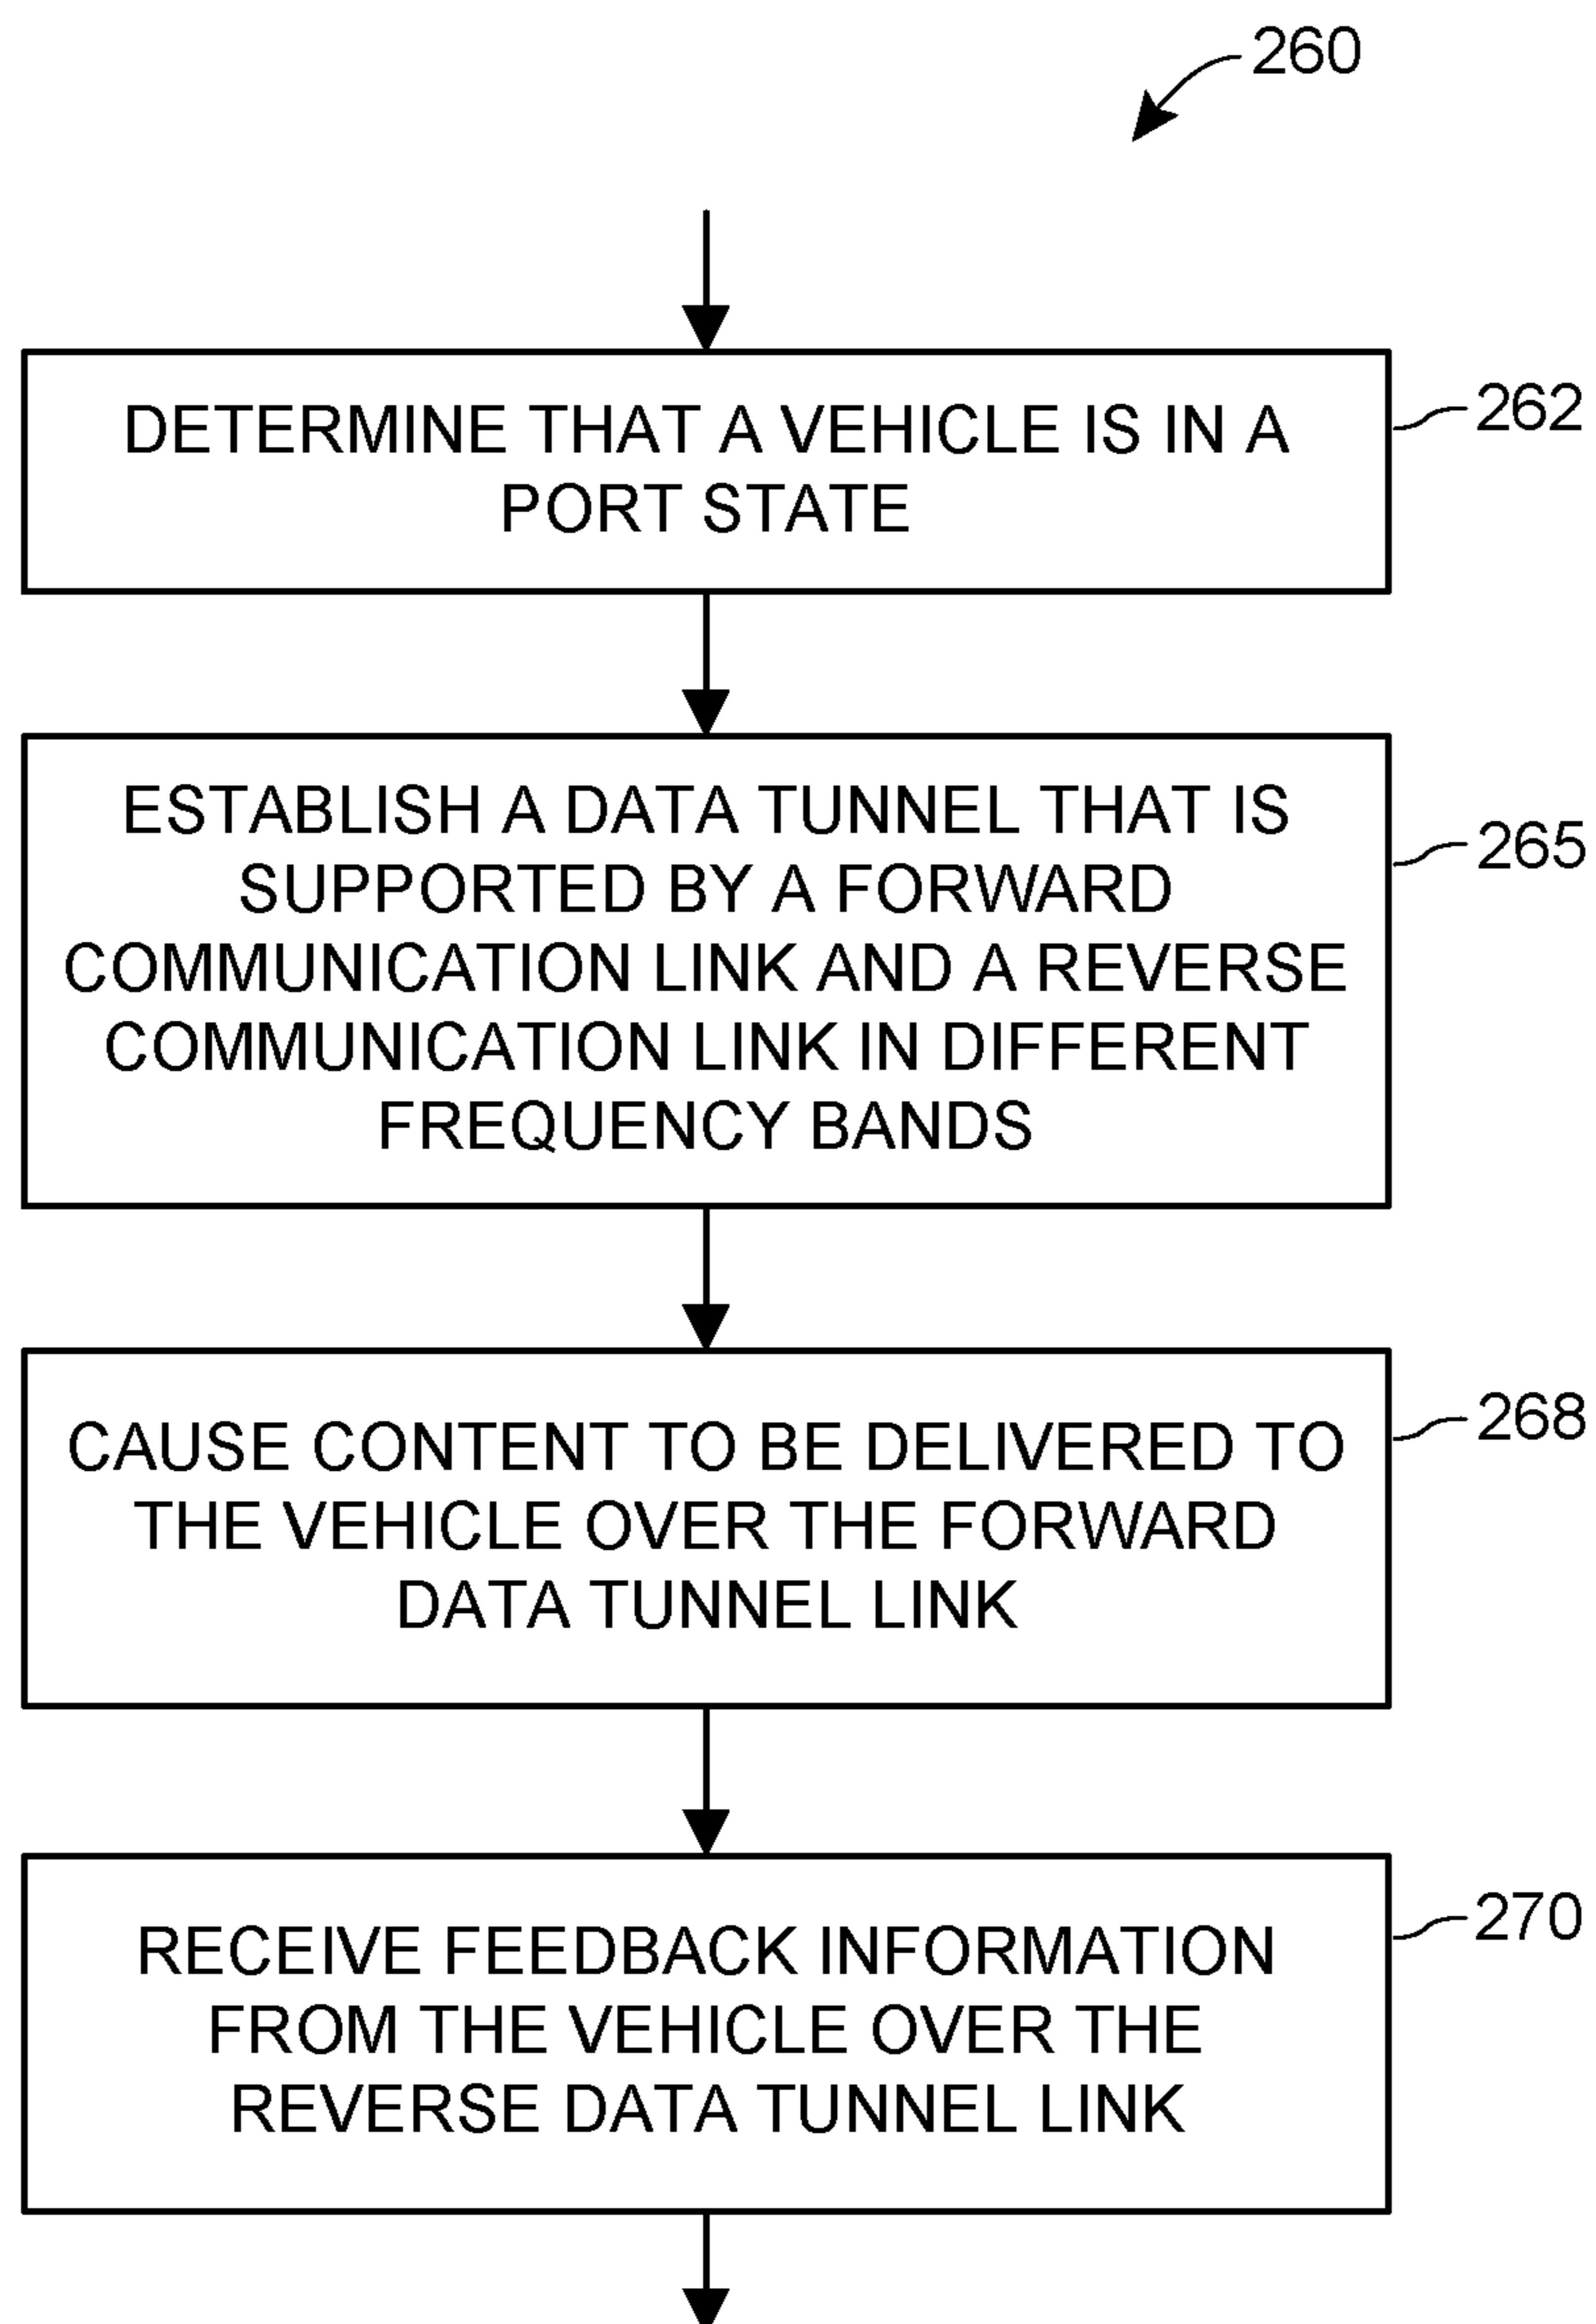 260
DETERMINE THAT A VEHICLE IS IN A
PORT STATE
262
ESTABLISH A DATA TUNNEL THAT IS
SUPPORTED BY A FORWARD
COMMUNICATION LINK AND A REVERSE
COMMUNICATION LINK IN DIFFERENT
FREQUENCY BANDS
265
CAUSE CONTENT TO BE DELIVERED TO
THE VEHICLE OVER THE FORWARD
DATA TUNNEL LINK
268
RECEIVE FEEDBACK INFORMATION
FROM THE VEHICLE OVER THE
REVERSE DATA TUNNEL LINK
270